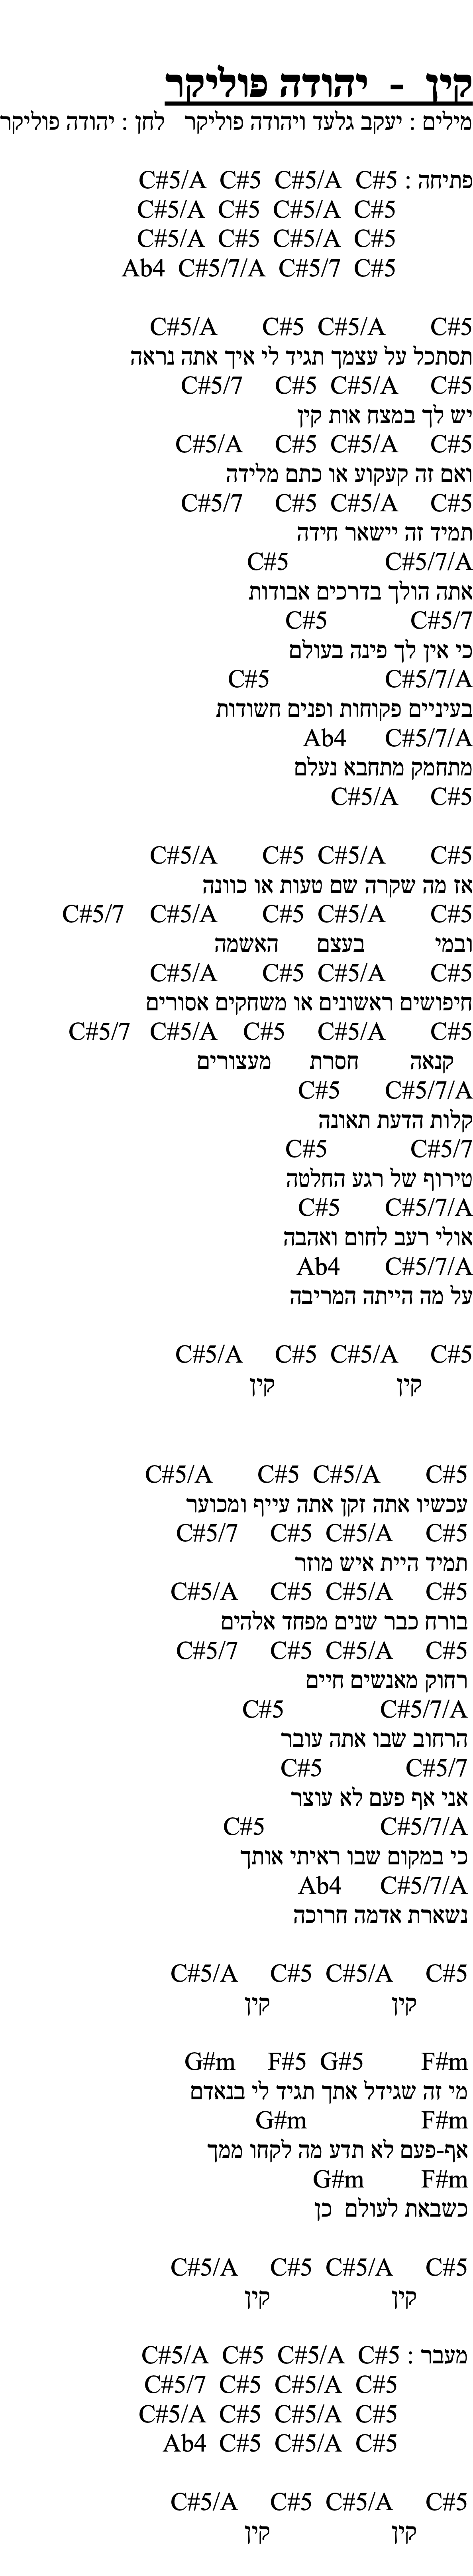 קין - יהודה פוליקר
מילים : יעקב גלעד ויהודה פוליקר   לחן : יהודה פוליקר
פתיחה : C#5  C#5/A  C#5  C#5/A
C#5  C#5/A  C#5  C#5/A
C#5  C#5/A  C#5  C#5/A
C#5  C#5/7  C#5/7/A  Ab4
C#5  C#5/A  C#5  C#5/A
תסתכל על עצמך תגיד לי איך אתה נראה
C#5  C#5/A  C#5  C#5/7
יש לך במצח אות קין
C#5  C#5/A  C#5  C#5/A
ואם זה קעקוע או כתם מלידה
C#5  C#5/A  C#5  C#5/7
תמיד זה יישאר חידה
C#5/7/A  C#5
אתה הולך בדרכים אבודות
C#5/7  C#5
כי אין לך פינה בעולם
C#5/7/A  C#5
בעיניים פקוחות ופנים חשודות
C#5/7/A  Ab4
מתחמק מתחבא נעלם
C#5  C#5/A
C#5  C#5/A  C#5  C#5/A
אז מה שקרה שם טעות או כוונה
C#5  C#5/A  C#5  C#5/A  C#5/7
ובמי בעצם האשמה
C#5  C#5/A  C#5  C#5/A
חיפושים ראשונים או משחקים אסורים
C#5  C#5/A  C#5  C#5/A  C#5/7
קנאה חסרת מעצורים
C#5/7/A  C#5
קלות הדעת תאונה
C#5/7  C#5
טירוף של רגע החלטה
C#5/7/A  C#5
אולי רעב לחום ואהבה
C#5/7/A  Ab4
על מה הייתה המריבה
C#5  C#5/A  C#5  C#5/A
קין קין
C#5  C#5/A  C#5  C#5/A
עכשיו אתה זקן אתה עייף ומכוער
C#5  C#5/A  C#5  C#5/7
תמיד היית איש מוזר
C#5  C#5/A  C#5  C#5/A
בורח כבר שנים מפחד אלהים
C#5  C#5/A  C#5  C#5/7
רחוק מאנשים חיים
C#5/7/A  C#5
הרחוב שבו אתה עובר
C#5/7  C#5
אני אף פעם לא עוצר
C#5/7/A  C#5
כי במקום שבו ראיתי אותך
C#5/7/A  Ab4
נשארת אדמה חרוכה
C#5  C#5/A  C#5  C#5/A
קין קין
F#m  G#5  F#5  G#m
מי זה שגידל אתך תגיד לי בנאדם
F#m  G#m
אף-פעם לא תדע מה לקחו ממך
F#m  G#m
כשבאת לעולם  כן
C#5  C#5/A  C#5  C#5/A
קין קין
מעבר : C#5  C#5/A  C#5  C#5/A
C#5  C#5/A  C#5  C#5/7
C#5  C#5/A  C#5  C#5/A
C#5  C#5/A  C#5  Ab4
C#5  C#5/A  C#5  C#5/A
קין קין